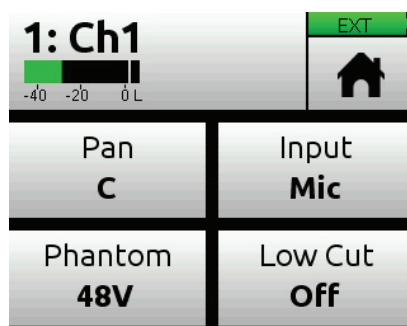 1: Ch1
EXT
-40 -20 0 L
Pan
C
Input
Mic
Phantom
48V
Low Cut
Off